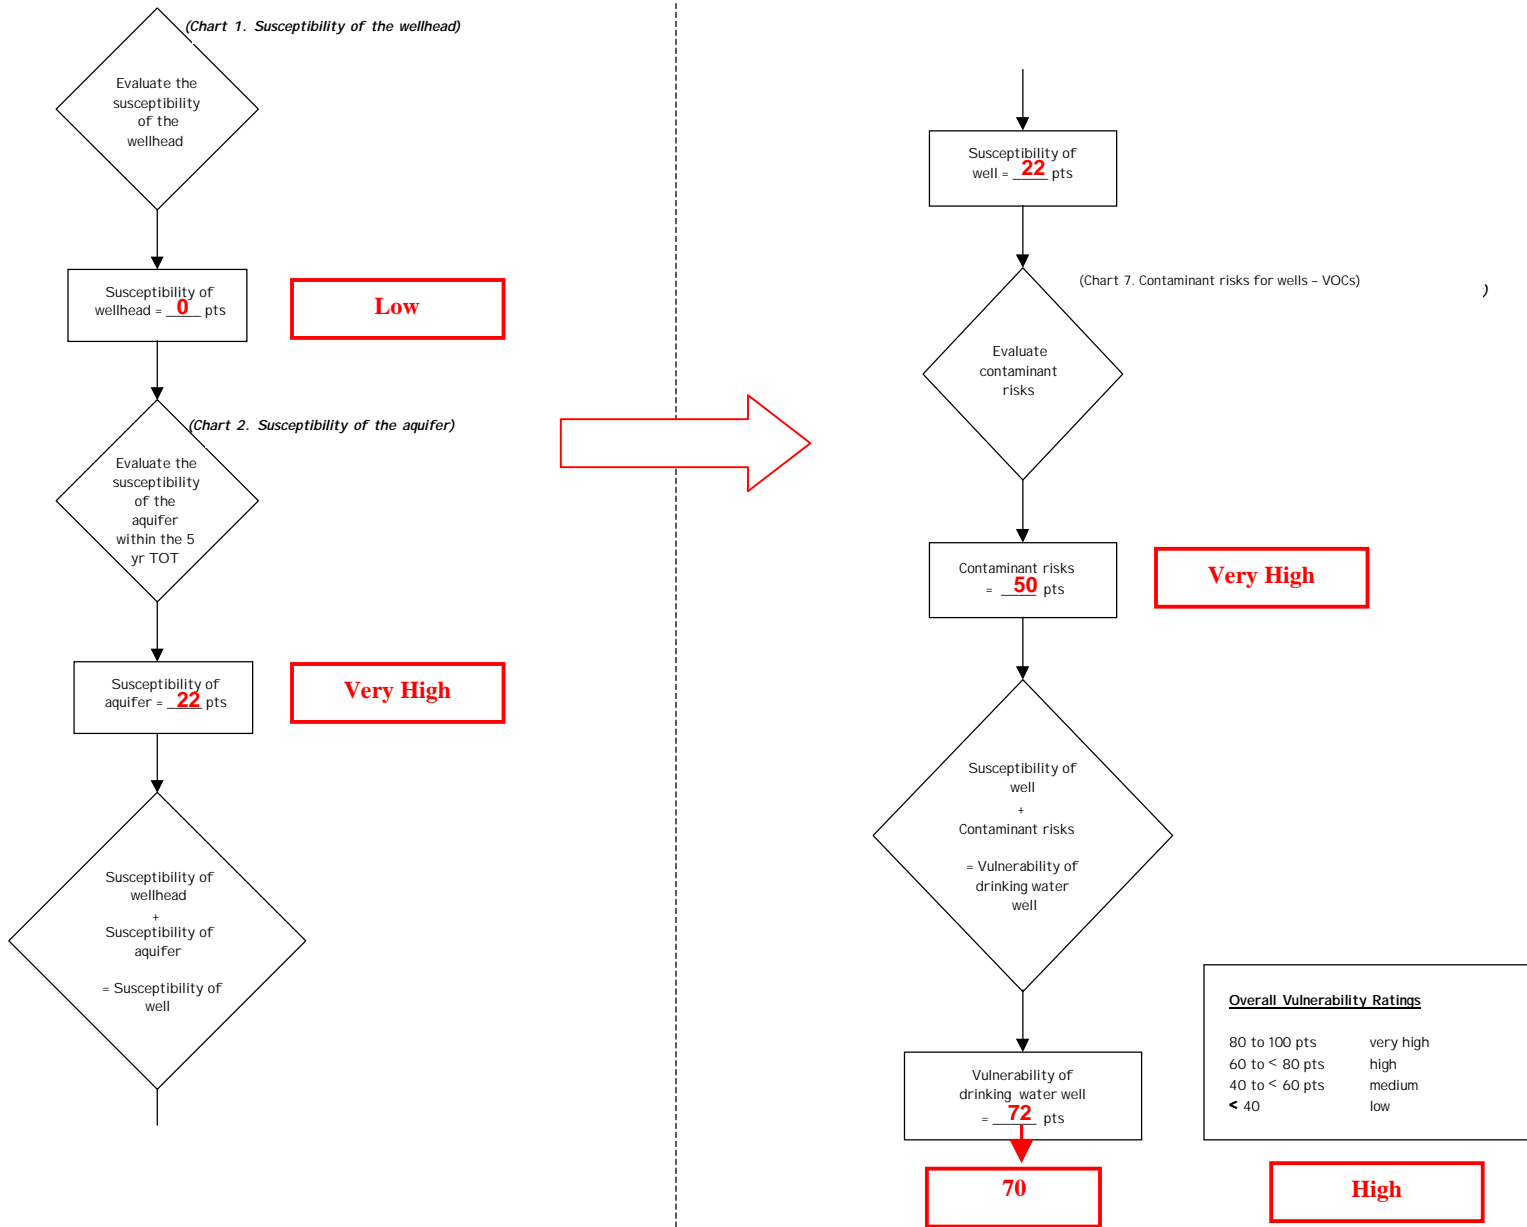 (Chart 1. Susceptibility of the wellhead)
Evaluate the
susceptibility
of the
wellhead
Susceptibility of
wellhead = 0 pts
Low
(Chart 2. Susceptibility of the aquifer)
Evaluate the
susceptibility
of the
aquifer
within the 5
yr TOT
Susceptibility of
aquifer = 22 pts
Very High
Susceptibility of
wellhead
+
Susceptibility of
aquifer
= Susceptibility of
well
Susceptibility of
well = 22 pts
(Chart 7. Contaminant risks for wells – VOCs)
)
Evaluate
contaminant
risks
Contaminant risks
= 50 pts
Very High
Susceptibility of
well
+
Contaminant risks
= Vulnerability of
drinking water
well
Vulnerability of
drinking water well
= 72 pts
70
Overall Vulnerability Ratings
80 to 100 pts very high
60 to < 80 pts high
40 to < 60 pts medium
< 40 low
High